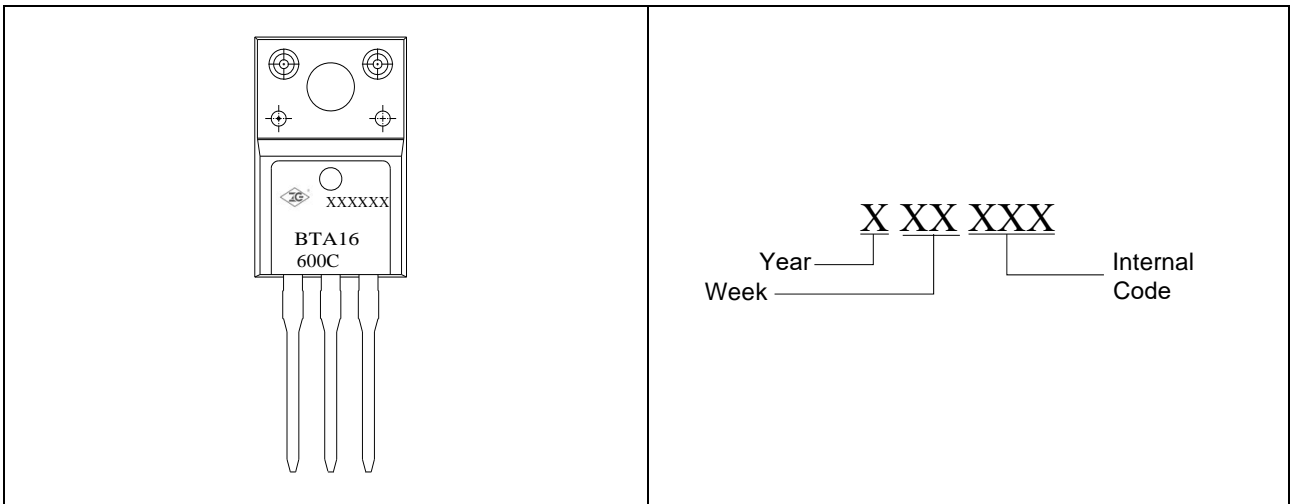 XXXXXX
BTA16
600C
X XX XXX
Year
Week
Internal
Code